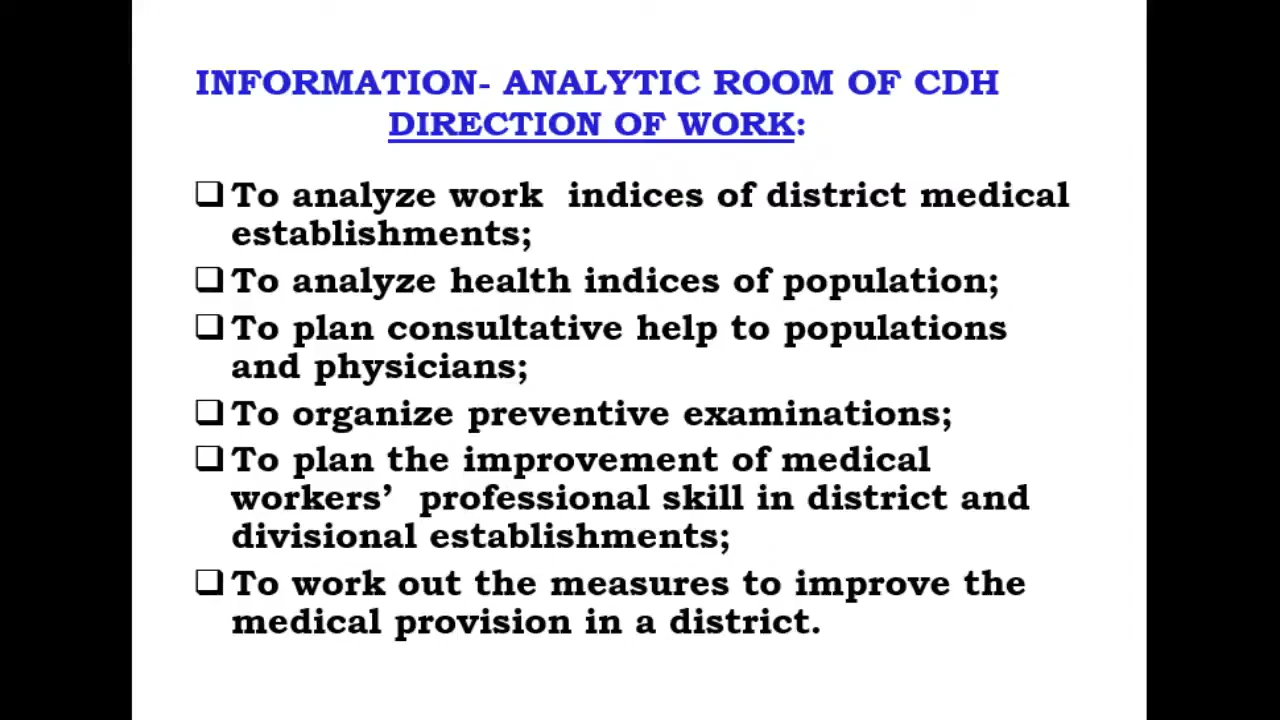 INFORMATION- ANALYTIC ROOM OF CDH
DIRECTION OF WORK:
❑ To analyze work  indices of district medical
establishments;
❑ To analyze health indices of population;
❑ To plan consultative help to populations
and physicians;
❑ To organize preventive examinations;
❑ To plan the improvement of medical
workers’  professional skill in district and
divisional establishments;
❑ To work out the measures to improve the
medical provision in a district.